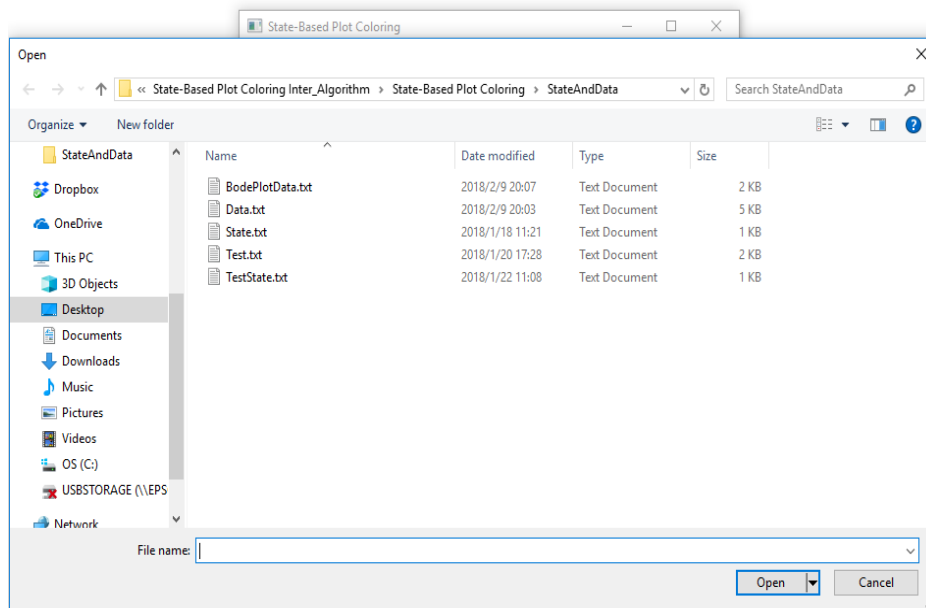 State-Based Plot Coloring
Open
« State-Based Plot Coloring Inter_Algorithm › State-Based Plot Coloring › StateAndData
Search StateAndData
Organize New folder
StateAndData
Dropbox
OneDrive
This PC
3D Objects
Desktop
Documents
Downloads
Music
Pictures
Videos
OS (C:)
USBSTORAGE (\\EPS
Network
Name Date modified Type Size
BodePlotData.txt 2018/2/9 20:07 Text Document 2 KB
Data.txt 2018/2/9 20:03 Text Document 5 KB
State.txt 2018/1/18 11:21 Text Document 1 KB
Test.txt 2018/1/20 17:28 Text Document 2 KB
TestState.txt 2018/1/22 11:08 Text Document 1 KB
File name:
Open Cancel